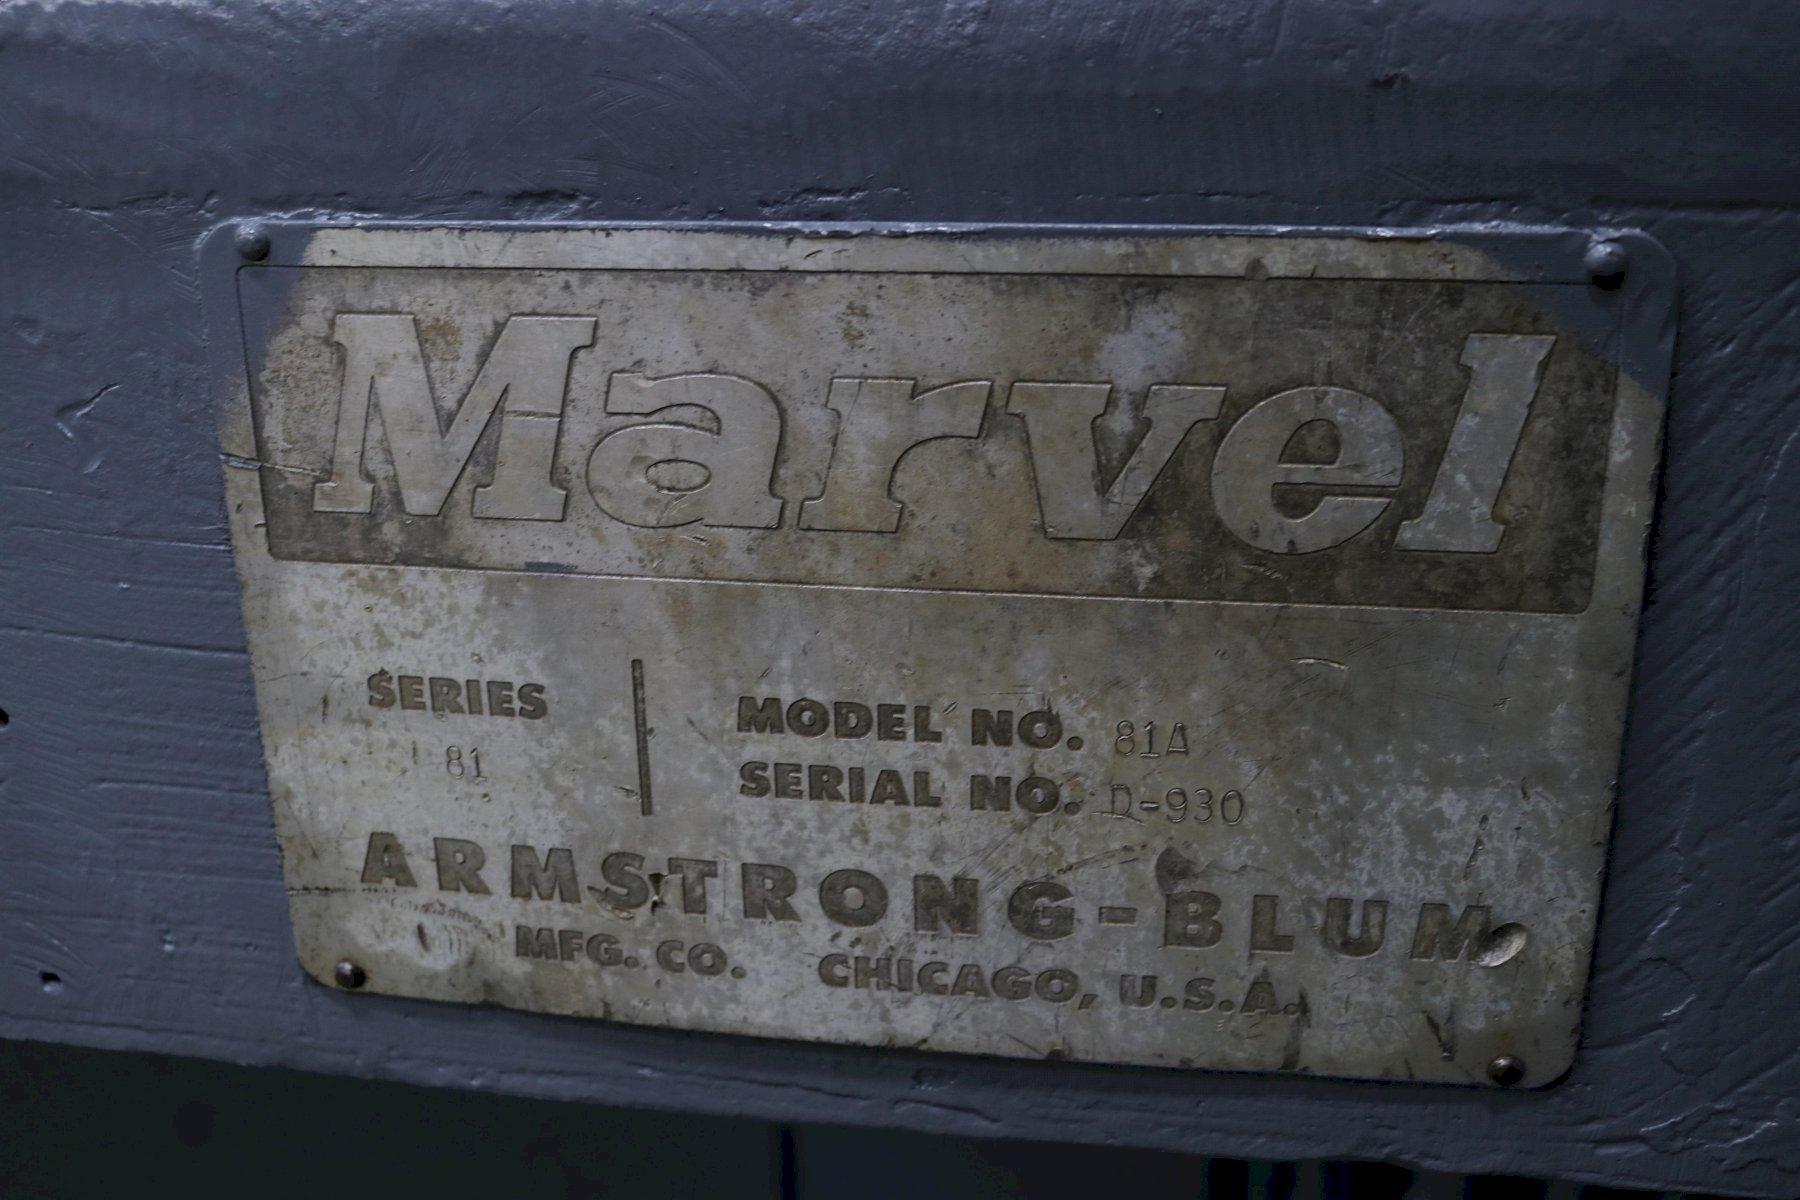 Marvel
SERIES
81
MODEL NO. 81A
SERIAL NO. D-930
ARMSTRONG-BLUM
MFG. CO. CHICAGO, U.S.A.